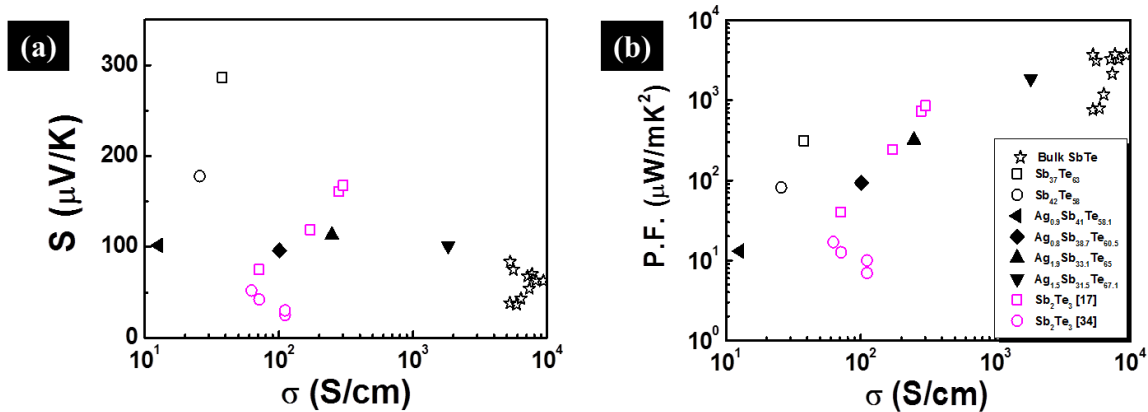 (a)
S (μV/K)
300
200
100
0
10¹
10²
10³
10⁴
σ (S/cm)
(b)
P.F. (μW/mK²)
10⁴
10³
10²
10¹
10⁰
10¹
10²
10³
10⁴
σ (S/cm)
Bulk SbTe
Sb₃₇Te₆₃
Sb₄₂Te₅₈
Ag₀.₉Sb₄₁Te₅₈.₁
Ag₀.₈Sb₃₈.₇Te₆₀.₅
Ag₁.₉Sb₃₃.₁Te₆₅
Ag₁.₅Sb₃₁.₅Te₆₇.₁
Sb₂Te₃ [17]
Sb₂Te₃ [34]